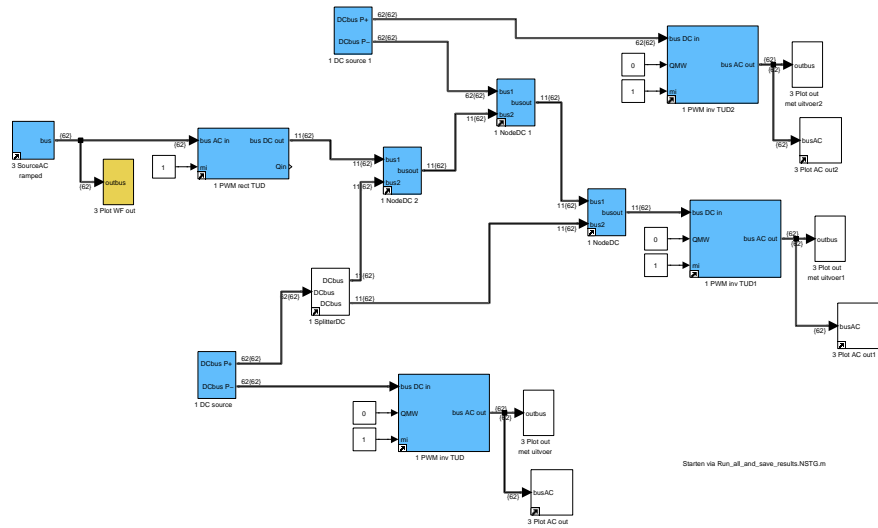 DCbus P+
62{62}
DCbus P−
62{62}
1 DC source 1
62{62}
bus DC in
0
QMW
bus AC out
{62}
{62}
1
mi
1 PWM inv TUD2
outbus
3 Plot out
met uitvoer2
busAC
3 Plot AC out2
62{62}
bus1
busout
11{62}
11{62}
bus2
1 NodeDC 1
bus
{62}
3 SourceAC
ramped
{62}
bus AC in
bus DC out
11{62}
1
mi
Qin
1 PWM rect TUD
{62}
outbus
3 Plot WF out
11{62}
bus1
busout
11{62}
11{62}
bus2
1 NodeDC 2
11{62}
bus1
busout
11{62}
11{62}
bus2
1 NodeDC
bus DC in
0
QMW
bus AC out
{62}
{62}
1
mi
1 PWM inv TUD1
outbus
3 Plot out
met uitvoer1
{62}
busAC
3 Plot AC out1
DCbus
11{62}
62{62}
DCbus
DCbus
11{62}
1 SplitterDC
DCbus P+
62{62}
DCbus P−
62{62}
1 DC source
bus DC in
0
QMW
bus AC out
{62}
{62}
1
mi
1 PWM inv TUD
outbus
3 Plot out
met uitvoer
{62}
busAC
3 Plot AC out
Starten via Run_all_and_save_results.NSTG.m